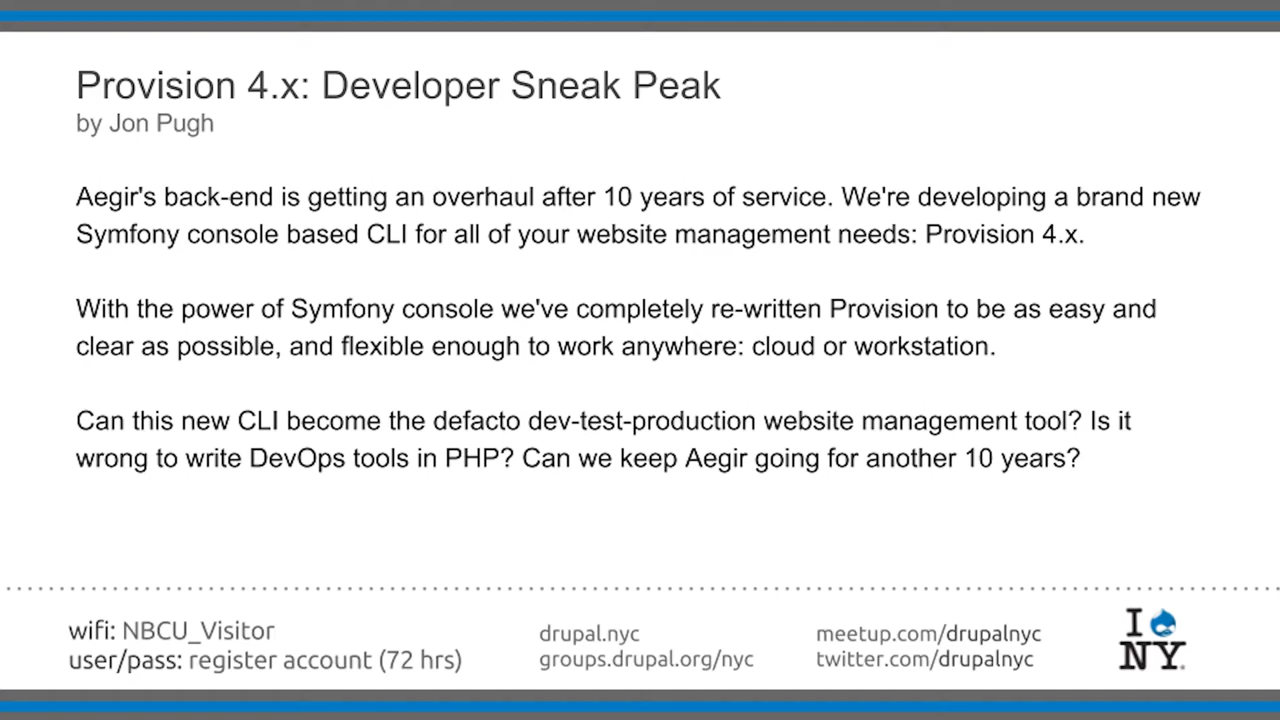 Provision 4.x: Developer Sneak Peak
by Jon Pugh
Aegir's back-end is getting an overhaul after 10 years of service. We're developing a brand new
Symfony console based CLI for all of your website management needs: Provision 4.x.
With the power of Symfony console we've completely re-written Provision to be as easy and
clear as possible, and flexible enough to work anywhere: cloud or workstation.
Can this new CLI become the defacto dev-test-production website management tool? Is it
wrong to write DevOps tools in PHP? Can we keep Aegir going for another 10 years?
wifi: NBCU_Visitor
user/pass: register account (72 hrs)
drupal.nyc
groups.drupal.org/nyc
meetup.com/drupalnyc
twitter.com/drupalnyc
I
NY